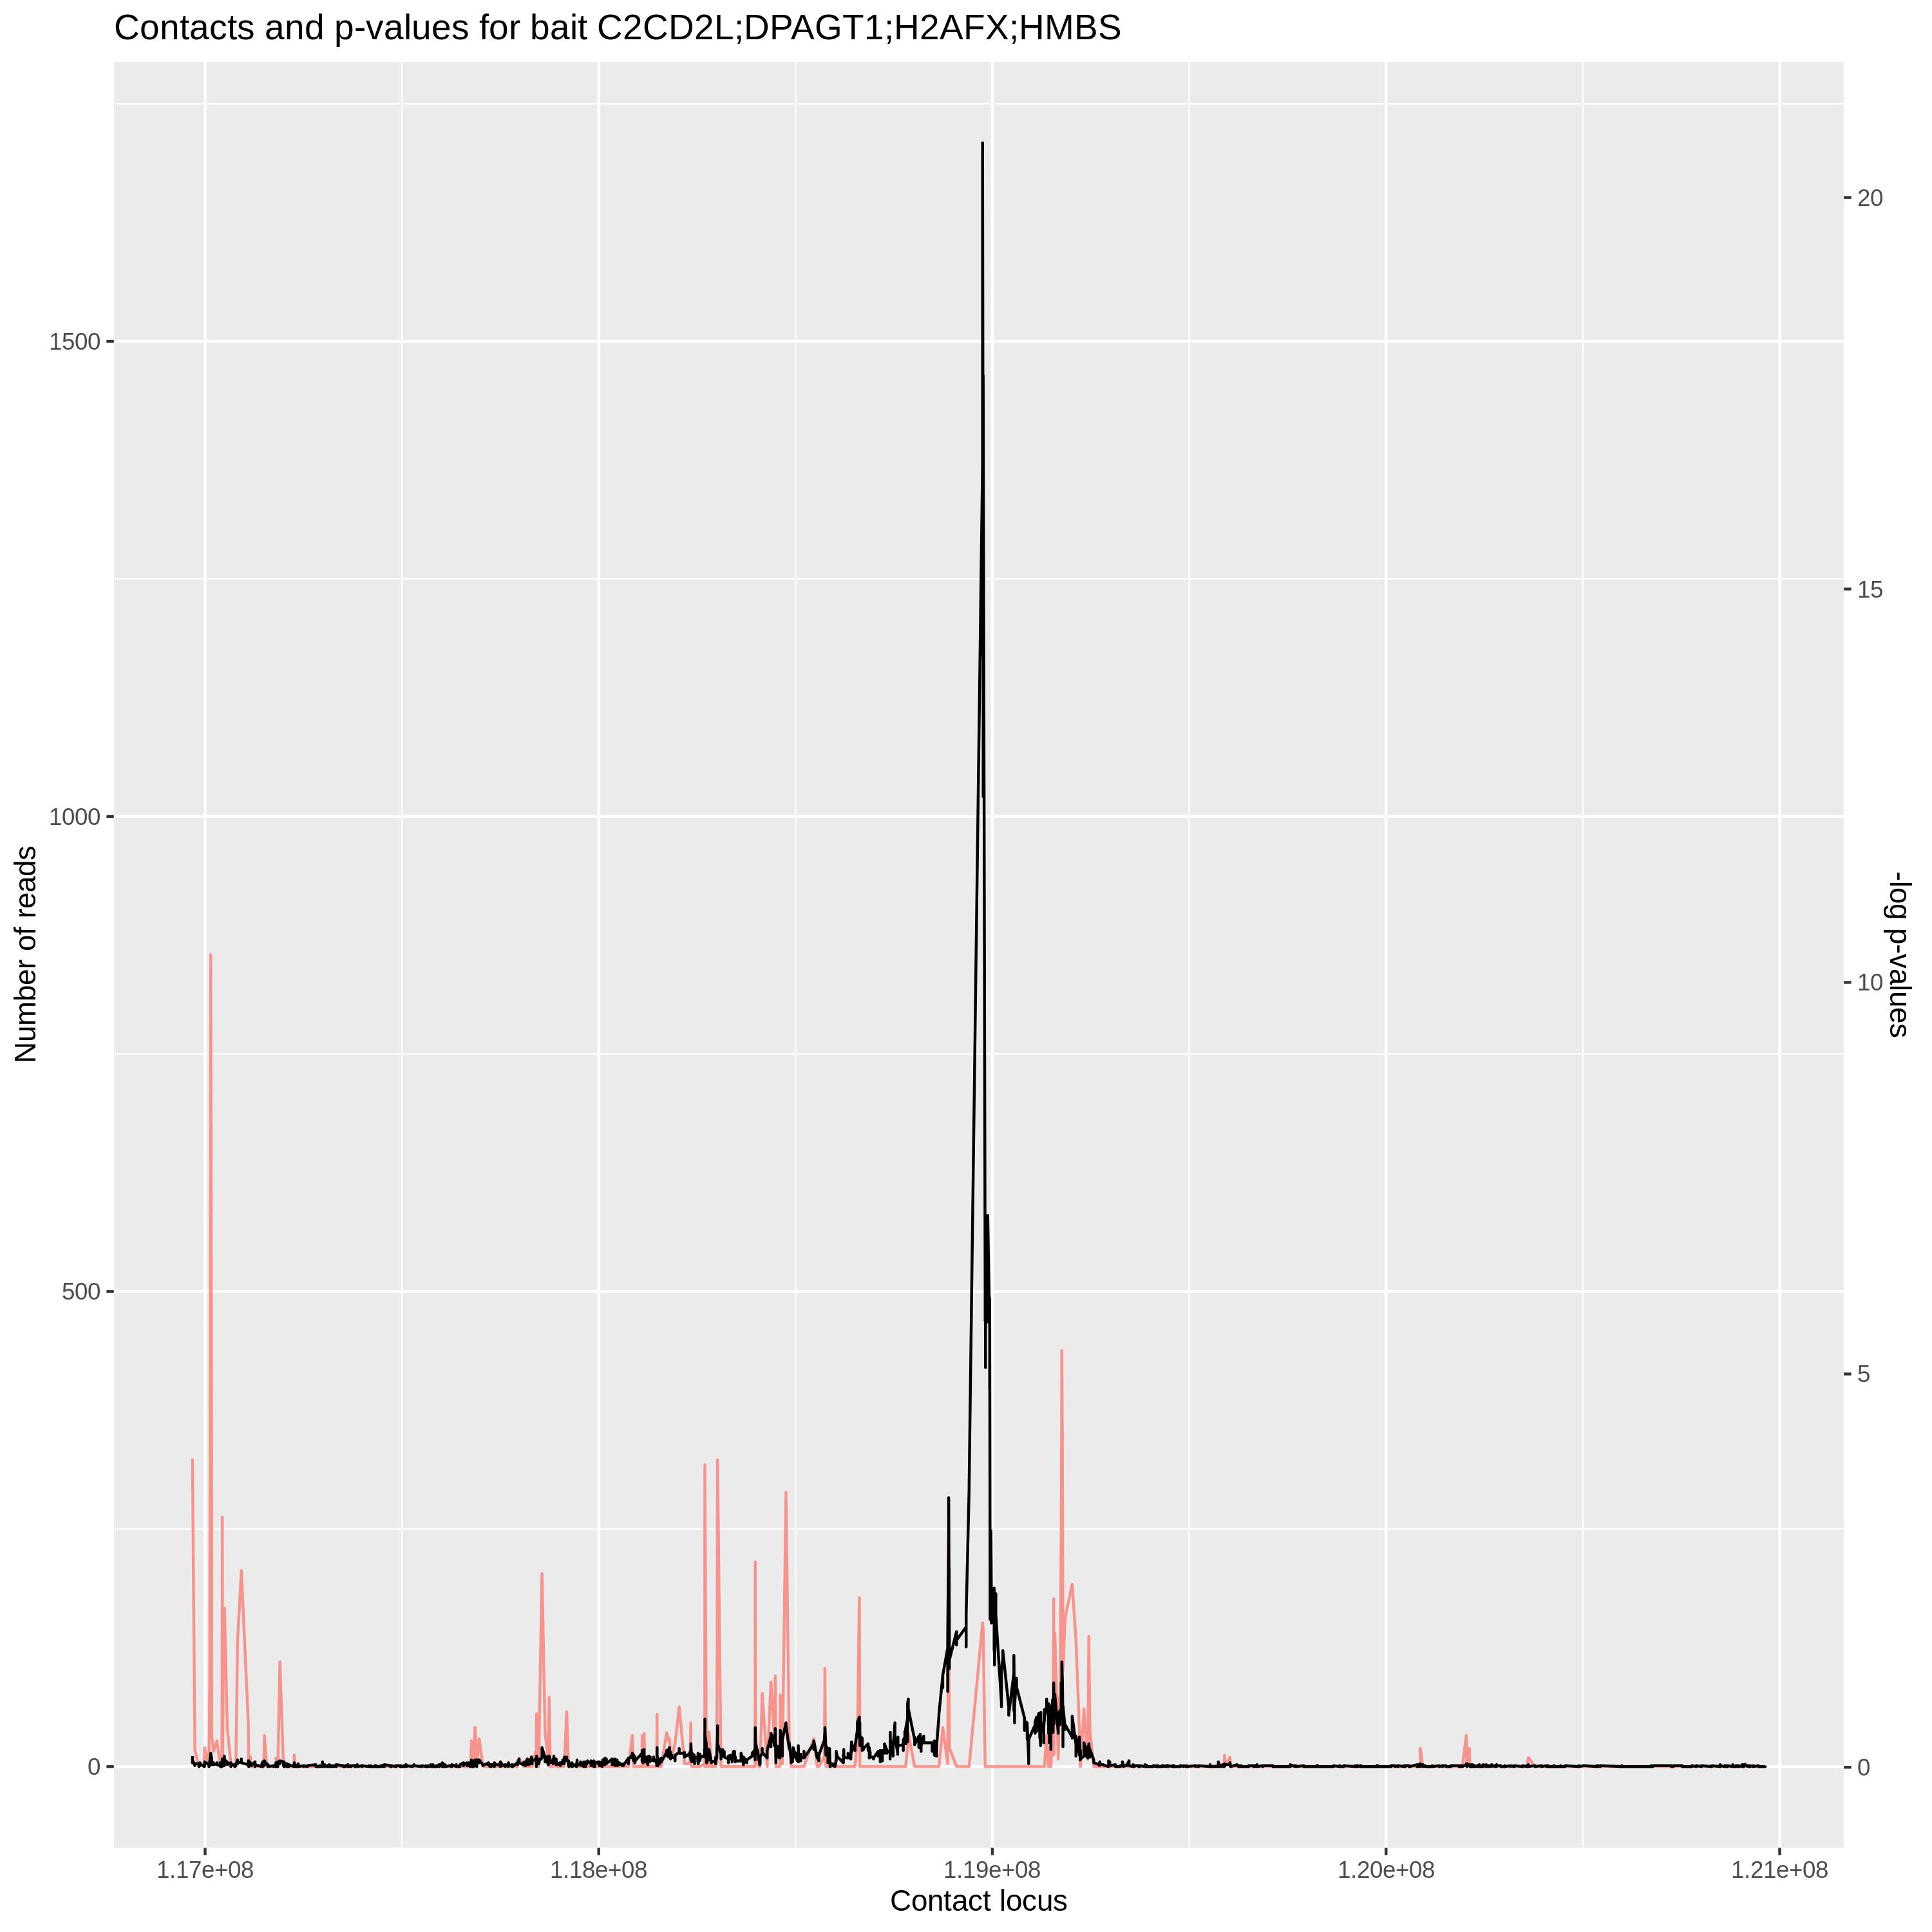 Contacts and p-values for bait C2CD2L;DPAGT1;H2AFX;HMBS
Number of reads
1500
1000
500
0
20
15
10
5
0
-log p-values
1.17e+08
1.18e+08
1.19e+08
1.20e+08
1.21e+08
Contact locus